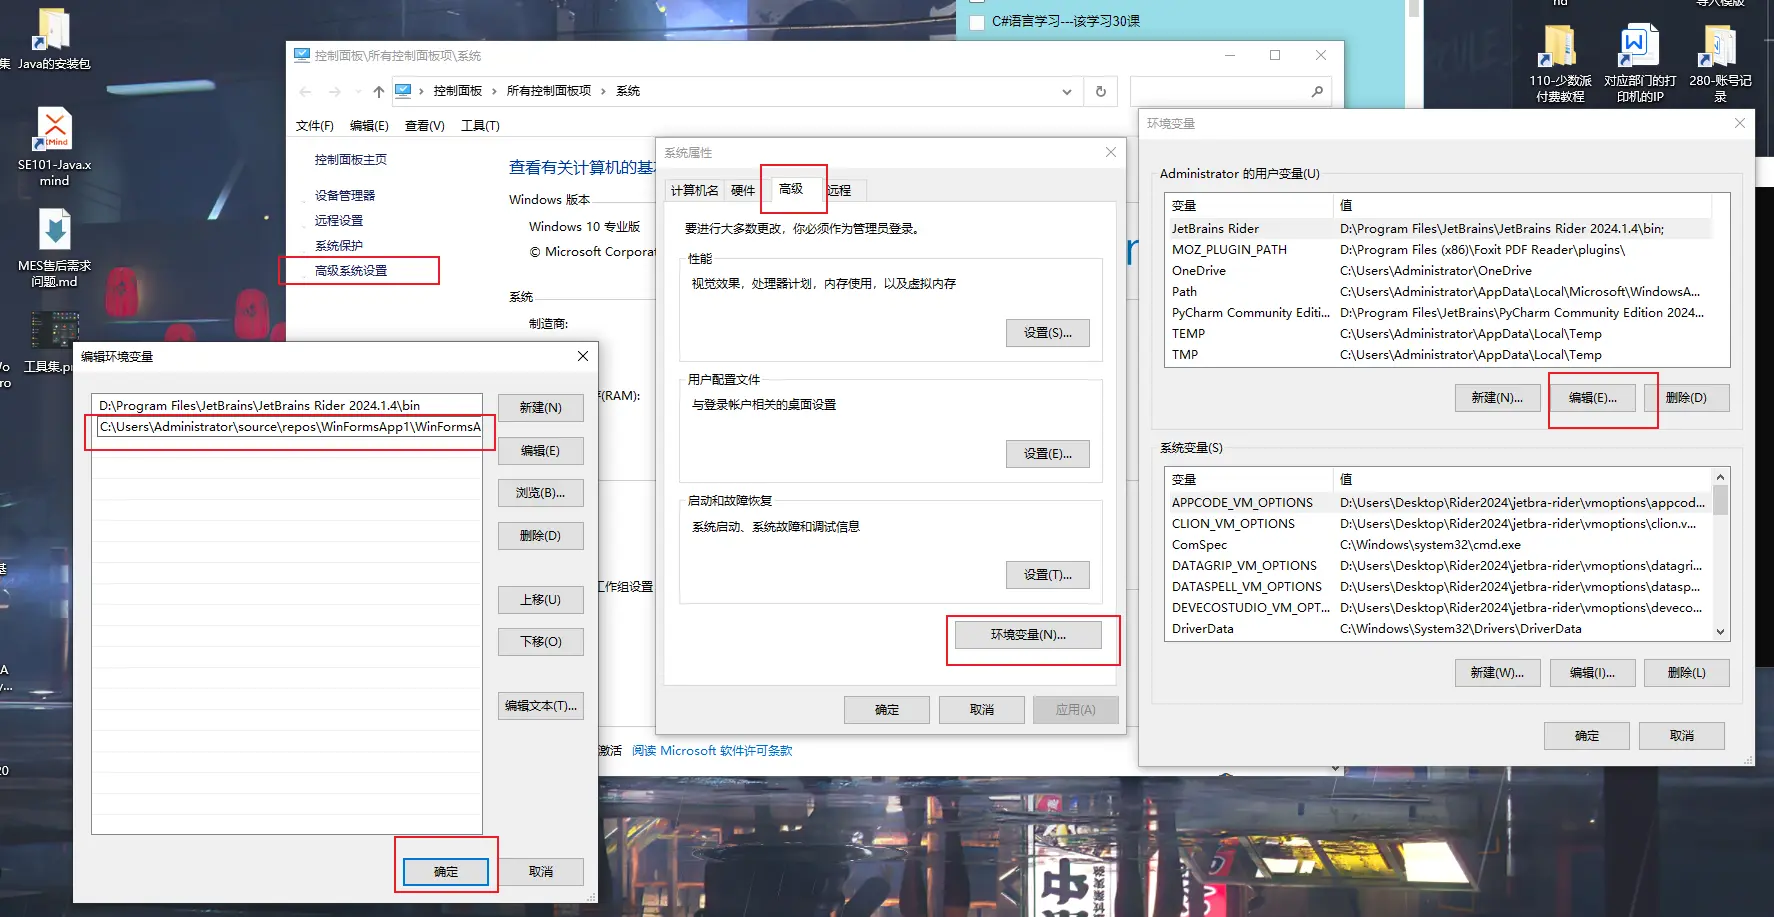 Java的安装包
集
SE101-Java.x
mind
MES售后需求
问题.md
工具集.pr
C#语言学习---该学习30课
导入模版
nd
110-少数派
付费教程
对应部门的打
印机的IP
280-账号记
录
控制面板\所有控制面板项\系统
控制面板 › 所有控制面板项 › 系统
文件(F) 编辑(E) 查看(V) 工具(T)
控制面板主页
设备管理器
远程设置
系统保护
高级系统设置
查看有关计算机的基
Windows 版本
Windows 10 专业版
© Microsoft Corporat
系统
制造商:
(RAM):
工作组设置
激活 阅读 Microsoft 软件许可条款
系统属性
计算机名 硬件 高级 远程
要进行大多数更改，你必须作为管理员登录。
性能
视觉效果，处理器计划，内存使用，以及虚拟内存
设置(S)...
用户配置文件
与登录帐户相关的桌面设置
设置(E)...
启动和故障恢复
系统启动、系统故障和调试信息
设置(T)...
环境变量(N)...
确定 取消 应用(A)
环境变量
Administrator 的用户变量(U)
变量 值
JetBrains Rider D:\Program Files\JetBrains\JetBrains Rider 2024.1.4\bin;
MOZ_PLUGIN_PATH D:\Program Files (x86)\Foxit PDF Reader\plugins\
OneDrive C:\Users\Administrator\OneDrive
Path C:\Users\Administrator\AppData\Local\Microsoft\WindowsA...
PyCharm Community Editi... D:\Program Files\JetBrains\PyCharm Community Edition 2024...
TEMP C:\Users\Administrator\AppData\Local\Temp
TMP C:\Users\Administrator\AppData\Local\Temp
新建(N)... 编辑(E)... 删除(D)
系统变量(S)
变量 值
APPCODE_VM_OPTIONS D:\Users\Desktop\Rider2024\jetbra-rider\vmoptions\appcod...
CLION_VM_OPTIONS D:\Users\Desktop\Rider2024\jetbra-rider\vmoptions\clion.v...
ComSpec C:\Windows\system32\cmd.exe
DATAGRIP_VM_OPTIONS D:\Users\Desktop\Rider2024\jetbra-rider\vmoptions\datagri...
DATASPELL_VM_OPTIONS D:\Users\Desktop\Rider2024\jetbra-rider\vmoptions\datasp...
DEVECOSTUDIO_VM_OPT... D:\Users\Desktop\Rider2024\jetbra-rider\vmoptions\deveco...
DriverData C:\Windows\System32\Drivers\DriverData
新建(W)... 编辑(I)... 删除(L)
确定 取消
编辑环境变量
D:\Program Files\JetBrains\JetBrains Rider 2024.1.4\bin
C:\Users\Administrator\source\repos\WinFormsApp1\WinFormsA
新建(N)
编辑(E)
浏览(B)...
删除(D)
上移(U)
下移(O)
编辑文本(T)...
确定 取消